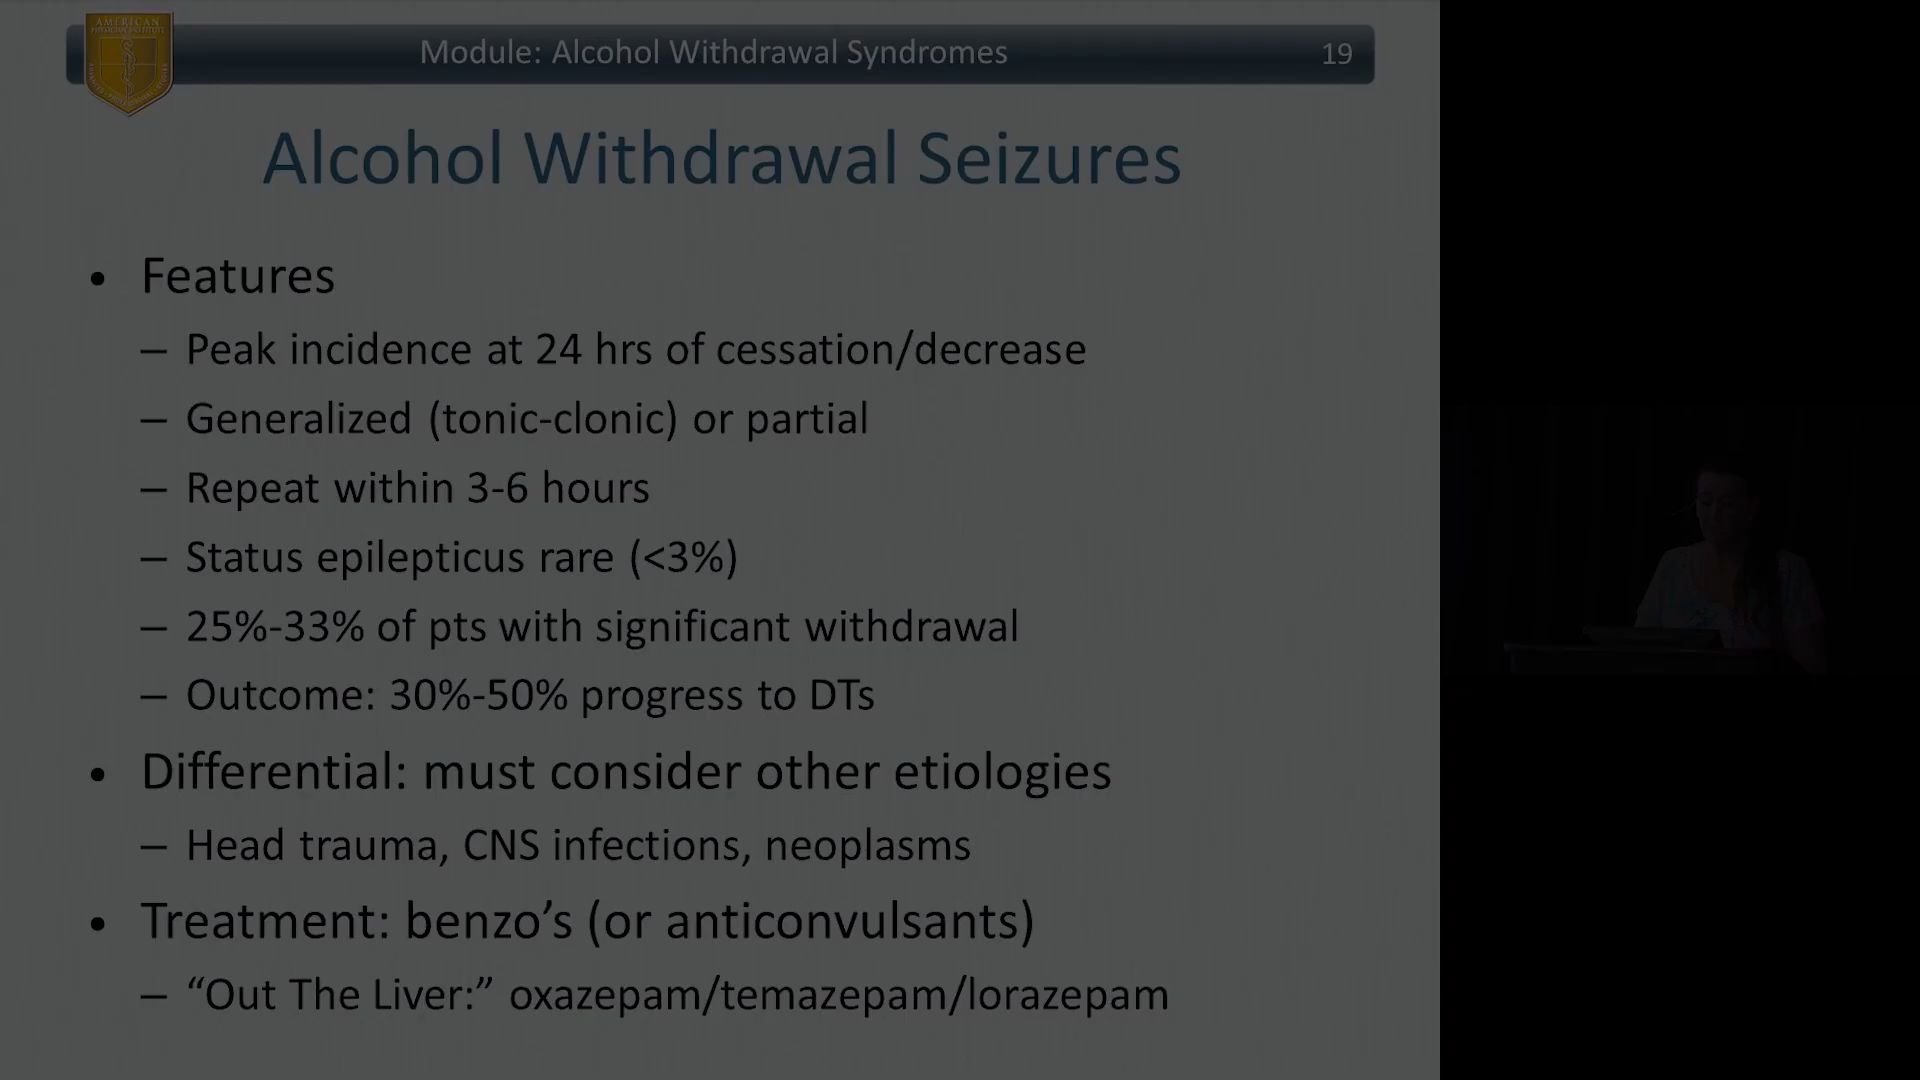 AMERICAN
PHYSICIAN INSTITUTE
Module: Alcohol Withdrawal Syndromes
19
Alcohol Withdrawal Seizures
• Features
– Peak incidence at 24 hrs of cessation/decrease
– Generalized (tonic-clonic) or partial
– Repeat within 3-6 hours
– Status epilepticus rare (<3%)
– 25%-33% of pts with significant withdrawal
– Outcome: 30%-50% progress to DTs
• Differential: must consider other etiologies
– Head trauma, CNS infections, neoplasms
• Treatment: benzo’s (or anticonvulsants)
– “Out The Liver:” oxazepam/temazepam/lorazepam